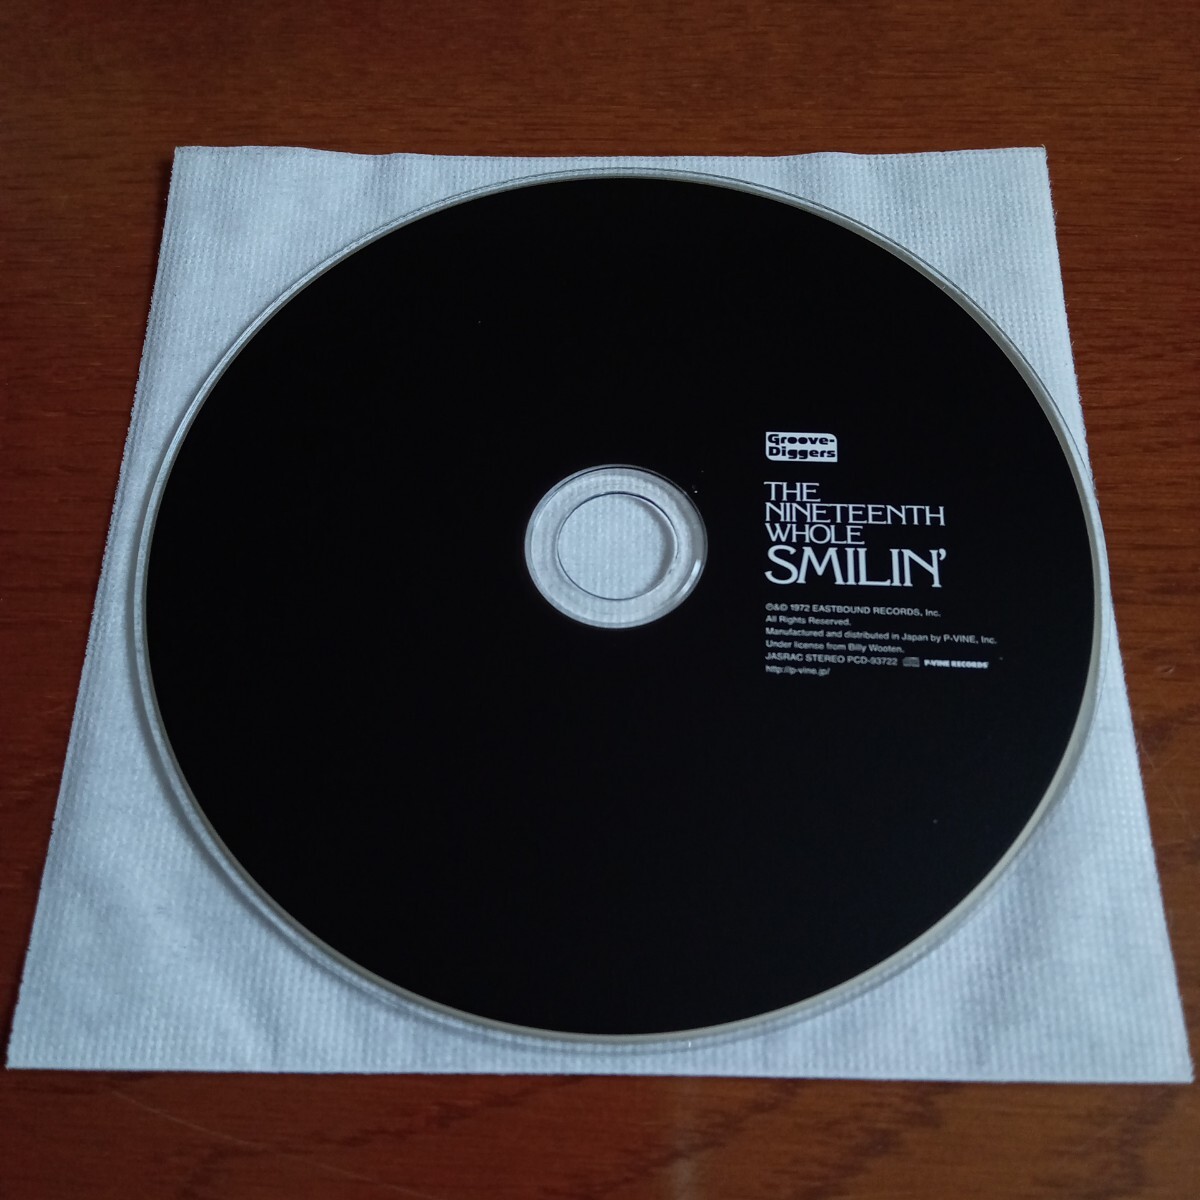 Groove-
Diggers
THE
NINETEENTH
WHOLE
SMILIN'
℗&© 1972 EASTBOUND RECORDS, Inc.
All Rights Reserved.
Manufactured and distributed in Japan by P-VINE, Inc.
Under license from Billy Wooten.
JASRAC STEREO PCD-93722 P-VINE RECORDS
http://p-vine.jp/